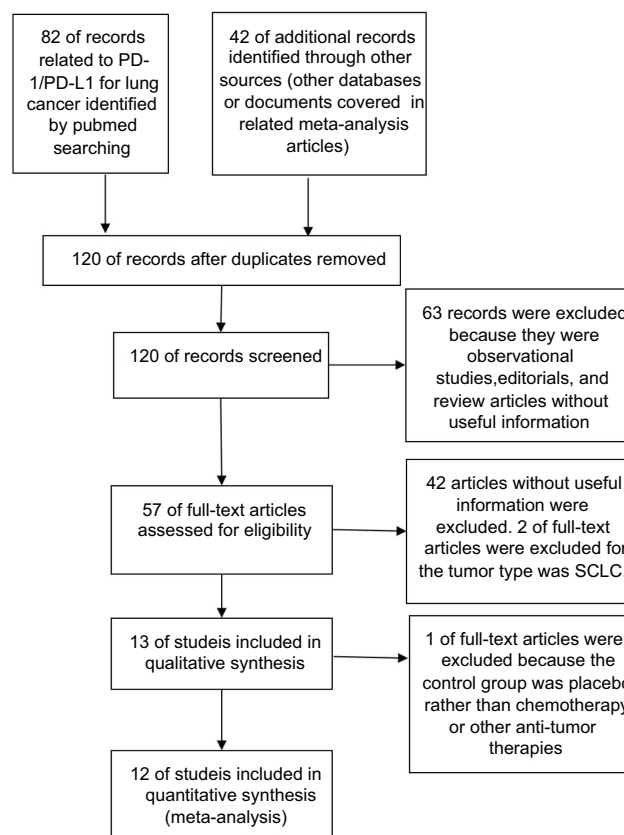 82 of records
related to PD-
1/PD-L1 for lung
cancer identified
by pubmed
searching
42 of additional records
identified through other
sources (other databases
or documents covered in
related meta-analysis
articles)
120 of records after duplicates removed
120 of records screened
63 records were excluded
because they were
observational
studies,editorials, and
review articles without
useful information
57 of full-text articles
assessed for eligibility
42 articles without useful
information were
excluded. 2 of full-text
articles were excluded for
the tumor type was SCLC.
13 of studeis included in
qualitative synthesis
1 of full-text articles were
excluded because the
control group was placebo
rather than chemotherapy
or other anti-tumor
therapies
12 of studeis included in
quantitative synthesis
(meta-analysis)